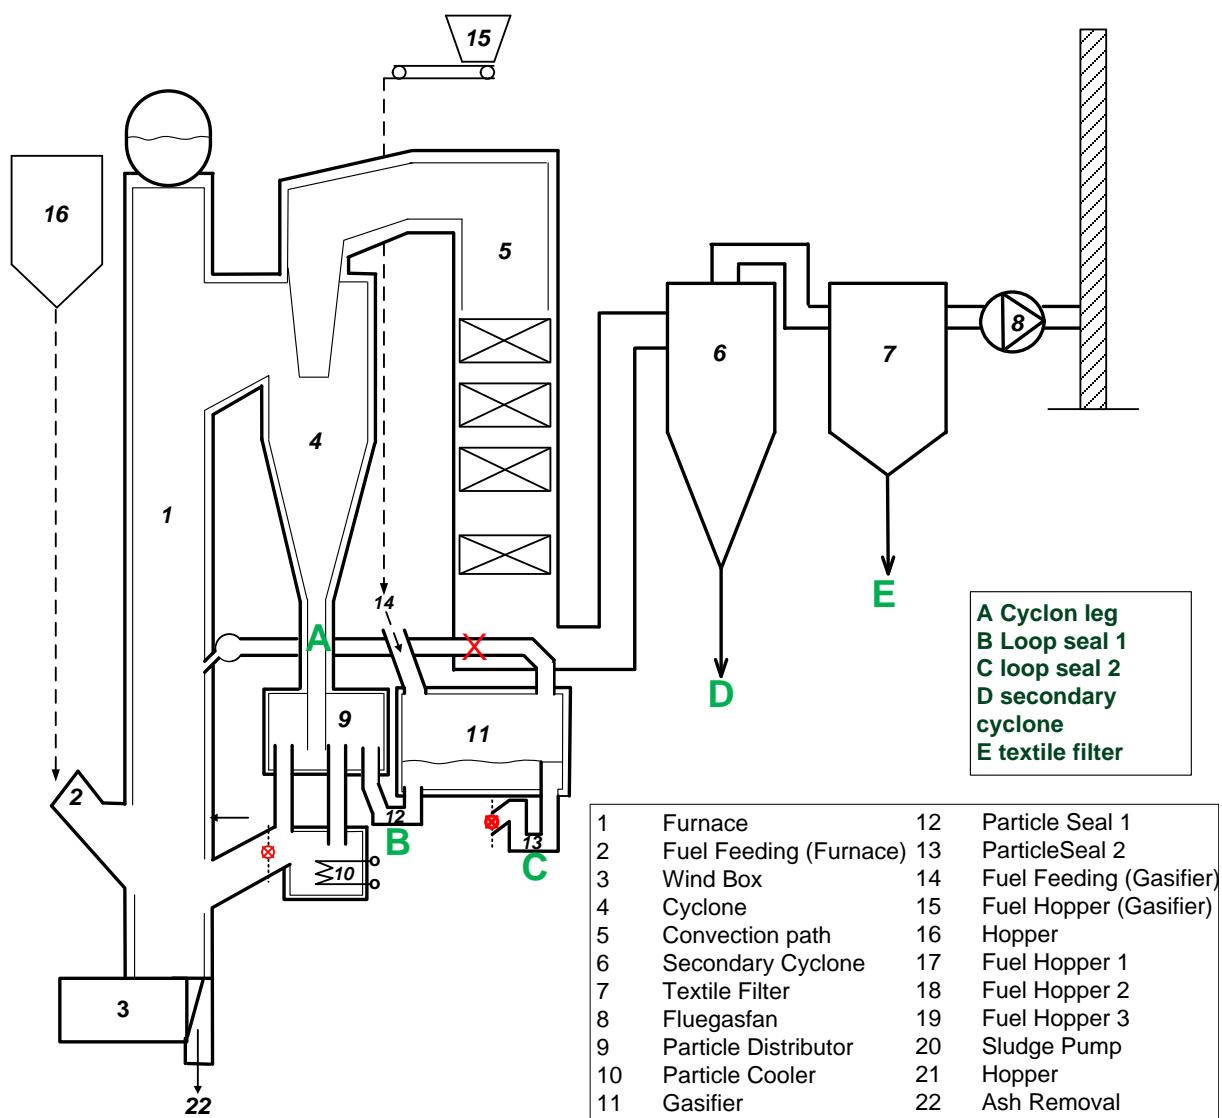 15
16
5
6
7
8
4
1
14
A
E
A Cyclon leg
B Loop seal 1
C loop seal 2
D secondary
cyclone
E textile filter
D
9
11
2
12
B
13
C
10
3
22
1 Furnace
2 Fuel Feeding (Furnace)
3 Wind Box
4 Cyclone
5 Convection path
6 Secondary Cyclone
7 Textile Filter
8 Fluegasfan
9 Particle Distributor
10 Particle Cooler
11 Gasifier
12 Particle Seal 1
13 ParticleSeal 2
14 Fuel Feeding (Gasifier)
15 Fuel Hopper (Gasifier)
16 Hopper
17 Fuel Hopper 1
18 Fuel Hopper 2
19 Fuel Hopper 3
20 Sludge Pump
21 Hopper
22 Ash Removal